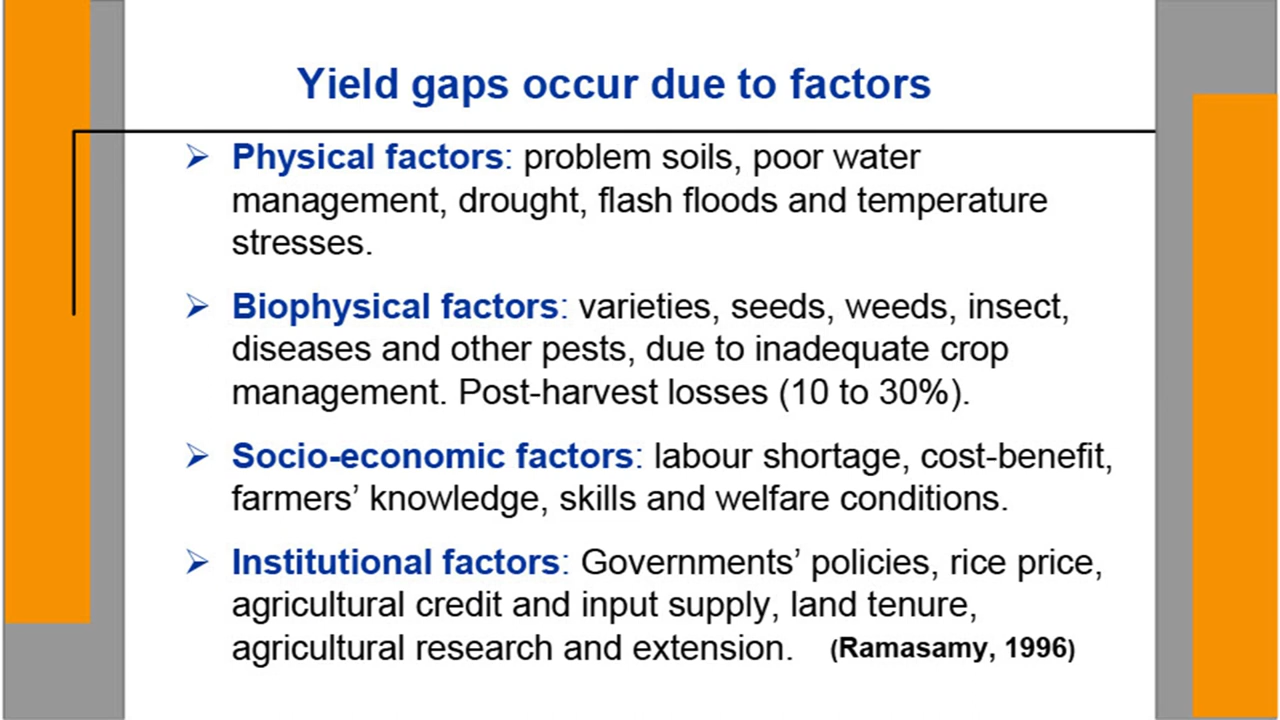 Yield gaps occur due to factors
➢ Physical factors: problem soils, poor water
management, drought, flash floods and temperature
stresses.
➢ Biophysical factors: varieties, seeds, weeds, insect,
diseases and other pests, due to inadequate crop
management. Post-harvest losses (10 to 30%).
➢ Socio-economic factors: labour shortage, cost-benefit,
farmers’ knowledge, skills and welfare conditions.
➢ Institutional factors: Governments’ policies, rice price,
agricultural credit and input supply, land tenure,
agricultural research and extension. (Ramasamy, 1996)